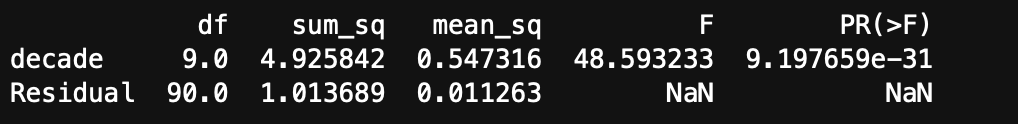 df sum_sq mean_sq F PR(>F)
decade 9.0 4.925842 0.547316 48.593233 9.197659e-31
Residual 90.0 1.013689 0.011263 NaN NaN